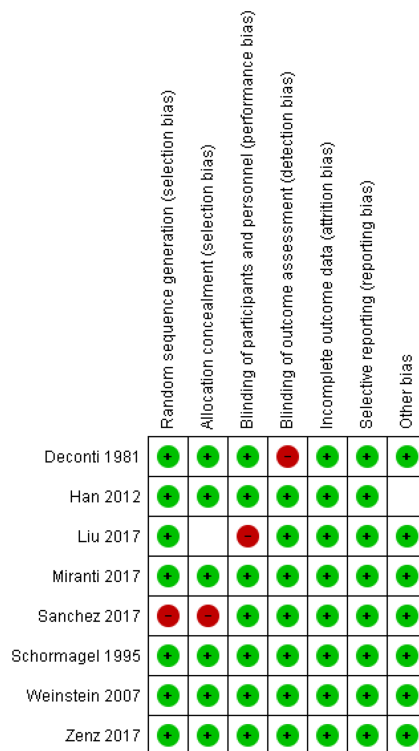 Random sequence generation (selection bias)
Allocation concealment (selection bias)
Blinding of participants and personnel (performance bias)
Blinding of outcome assessment (detection bias)
Incomplete outcome data (attrition bias)
Selective reporting (reporting bias)
Other bias
Deconti 1981 + + + - + + +
Han 2012 + + + + + +
Liu 2017 + - + + + +
Miranti 2017 + + + + + + +
Sanchez 2017 - - + + + + +
Schormagel 1995 + + + + + + +
Weinstein 2007 + + + + + + +
Zenz 2017 + + + + + + +